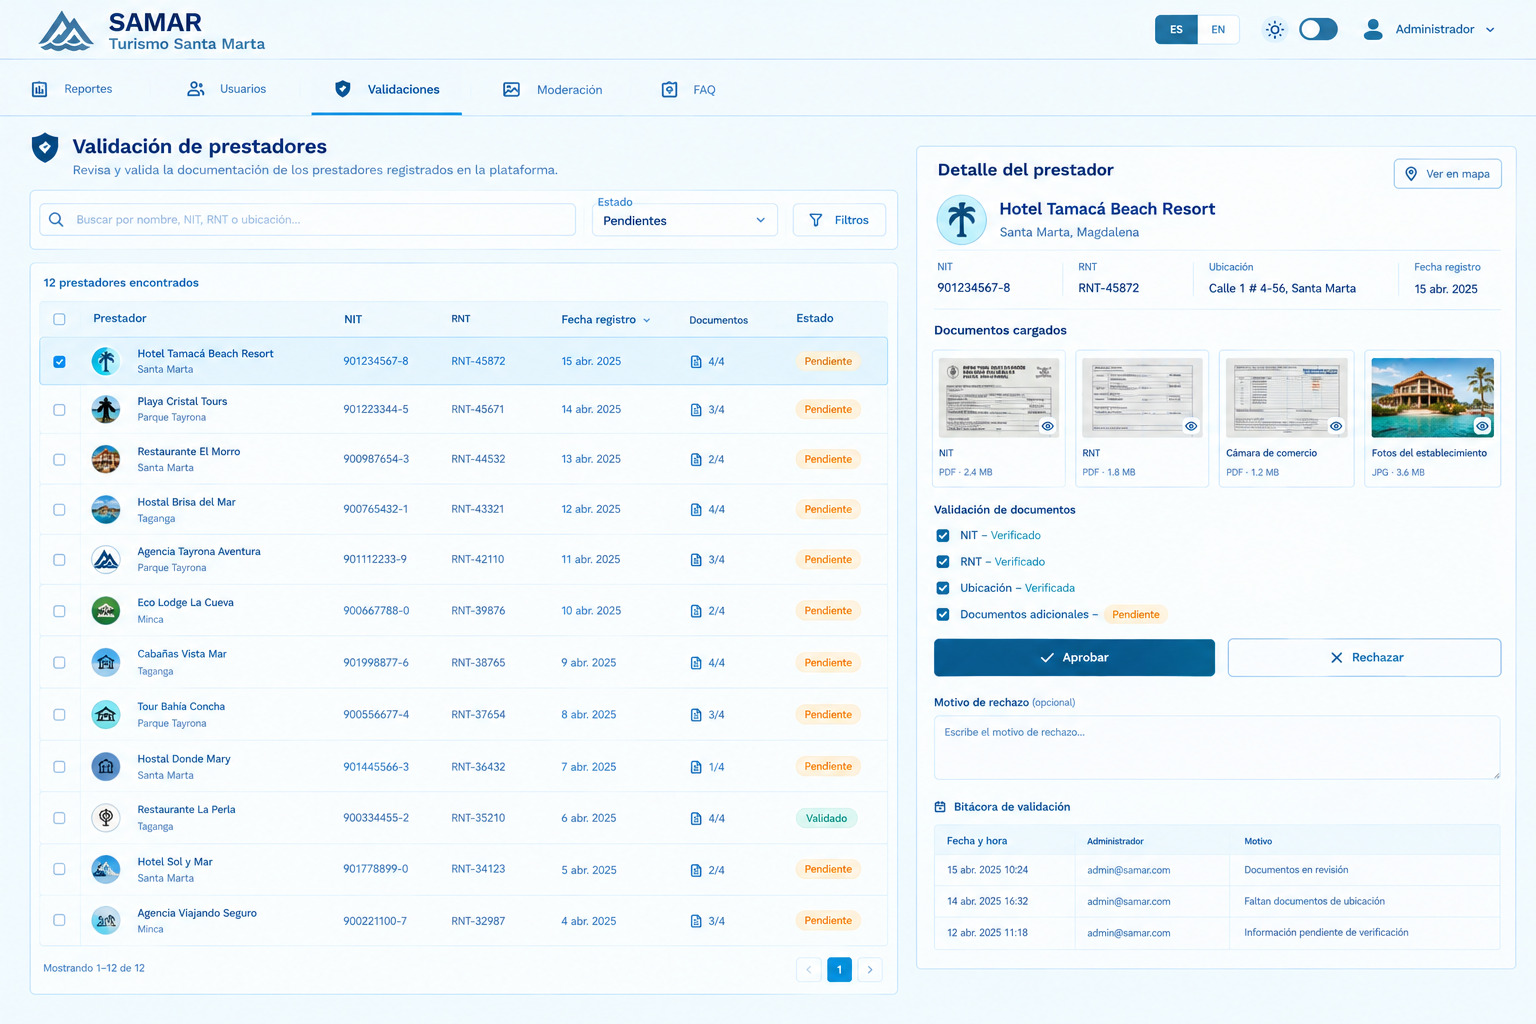 SAMAR
Turismo Santa Marta
ES EN
Administrador
Reportes Usuarios Validaciones Moderación FAQ
Validación de prestadores
Revisa y valida la documentación de los prestadores registrados en la plataforma.
Buscar por nombre, NIT, RNT o ubicación...
Estado
Pendientes
Filtros
12 prestadores encontrados
Prestador NIT RNT Fecha registro Documentos Estado
Hotel Tamacá Beach Resort
Santa Marta
901234567-8 RNT-45872 15 abr. 2025 4/4 Pendiente
Playa Cristal Tours
Parque Tayrona
901223344-5 RNT-45671 14 abr. 2025 3/4 Pendiente
Restaurante El Morro
Santa Marta
900987654-3 RNT-44532 13 abr. 2025 2/4 Pendiente
Hostal Brisa del Mar
Taganga
900765432-1 RNT-43321 12 abr. 2025 4/4 Pendiente
Agencia Tayrona Aventura
Parque Tayrona
901112233-9 RNT-42110 11 abr. 2025 3/4 Pendiente
Eco Lodge La Cueva
Minca
900667788-0 RNT-39876 10 abr. 2025 2/4 Pendiente
Cabañas Vista Mar
Taganga
901998877-6 RNT-38765 9 abr. 2025 4/4 Pendiente
Tour Bahía Concha
Parque Tayrona
900556677-4 RNT-37654 8 abr. 2025 3/4 Pendiente
Hostal Donde Mary
Santa Marta
901445566-3 RNT-36432 7 abr. 2025 1/4 Pendiente
Restaurante La Perla
Taganga
900334455-2 RNT-35210 6 abr. 2025 4/4 Validado
Hotel Sol y Mar
Santa Marta
901778899-0 RNT-34123 5 abr. 2025 2/4 Pendiente
Agencia Viajando Seguro
Minca
900221100-7 RNT-32987 4 abr. 2025 3/4 Pendiente
Mostrando 1–12 de 12
1
Detalle del prestador
Ver en mapa
Hotel Tamacá Beach Resort
Santa Marta, Magdalena
NIT RNT Ubicación Fecha registro
901234567-8 RNT-45872 Calle 1 # 4-56, Santa Marta 15 abr. 2025
Documentos cargados
NIT RNT Cámara de comercio Fotos del establecimiento
PDF · 2.4 MB PDF · 1.8 MB PDF · 1.2 MB JPG · 3.6 MB
Validación de documentos
NIT – Verificado
RNT – Verificado
Ubicación – Verificada
Documentos adicionales – Pendiente
Aprobar Rechazar
Motivo de rechazo (opcional)
Escribe el motivo de rechazo...
Bitácora de validación
Fecha y hora Administrador Motivo
15 abr. 2025 10:24 admin@samar.com Documentos en revisión
14 abr. 2025 16:32 admin@samar.com Faltan documentos de ubicación
12 abr. 2025 11:18 admin@samar.com Información pendiente de verificación